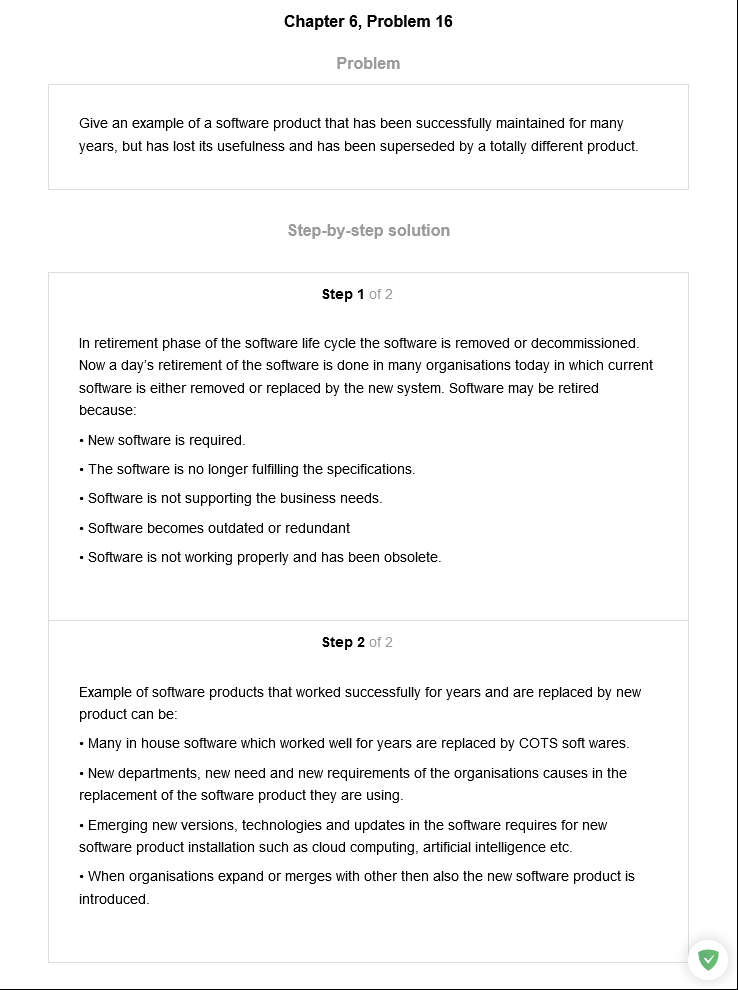 Chapter 6, Problem 16
Problem
Give an example of a software product that has been successfully maintained for many
years, but has lost its usefulness and has been superseded by a totally different product.
Step-by-step solution
Step 1 of 2
In retirement phase of the software life cycle the software is removed or decommissioned.
Now a day's retirement of the software is done in many organisations today in which current
software is either removed or replaced by the new system. Software may be retired
because:
• New software is required.
• The software is no longer fulfilling the specifications.
• Software is not supporting the business needs.
• Software becomes outdated or redundant
• Software is not working properly and has been obsolete.
Step 2 of 2
Example of software products that worked successfully for years and are replaced by new
product can be:
• Many in house software which worked well for years are replaced by COTS soft wares.
• New departments, new need and new requirements of the organisations causes in the
replacement of the software product they are using.
• Emerging new versions, technologies and updates in the software requires for new
software product installation such as cloud computing, artificial intelligence etc.
• When organisations expand or merges with other then also the new software product is
introduced.